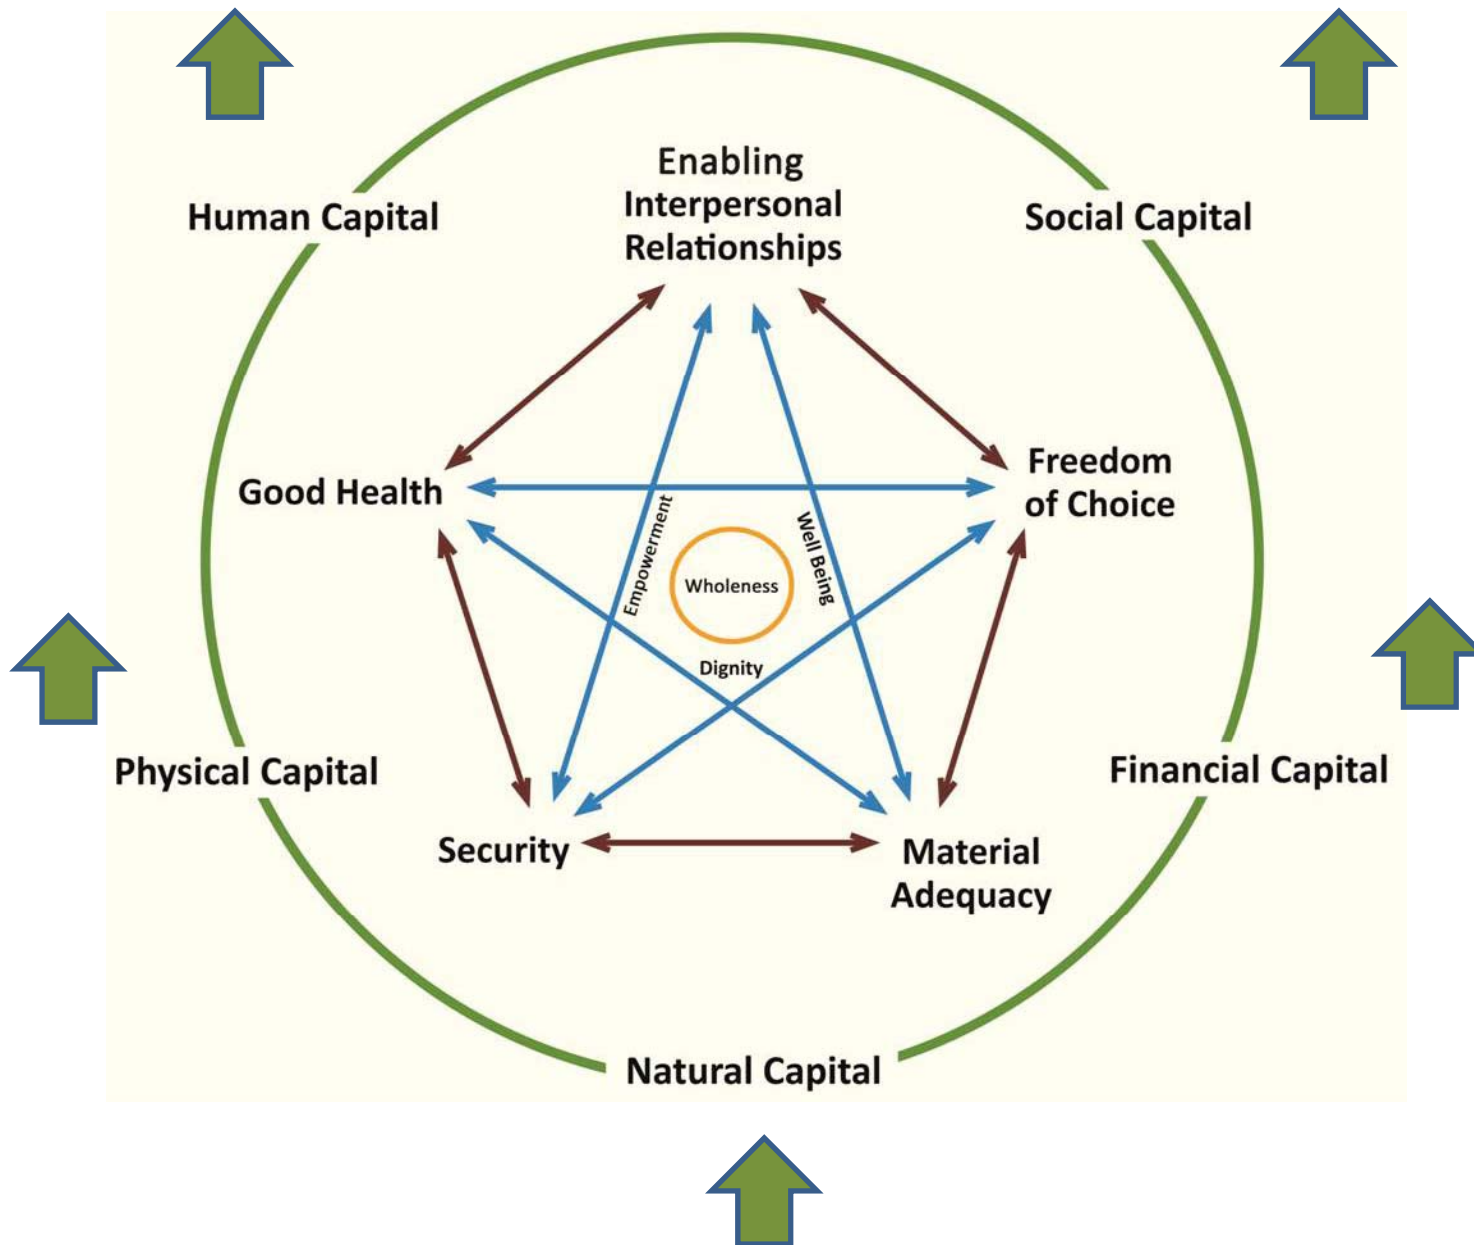 Enabling
Interpersonal
Relationships
Human Capital
Social Capital
Good Health
Freedom
of Choice
Empowerment
Well Being
Wholeness
Dignity
Physical Capital
Financial Capital
Security
Material
Adequacy
Natural Capital